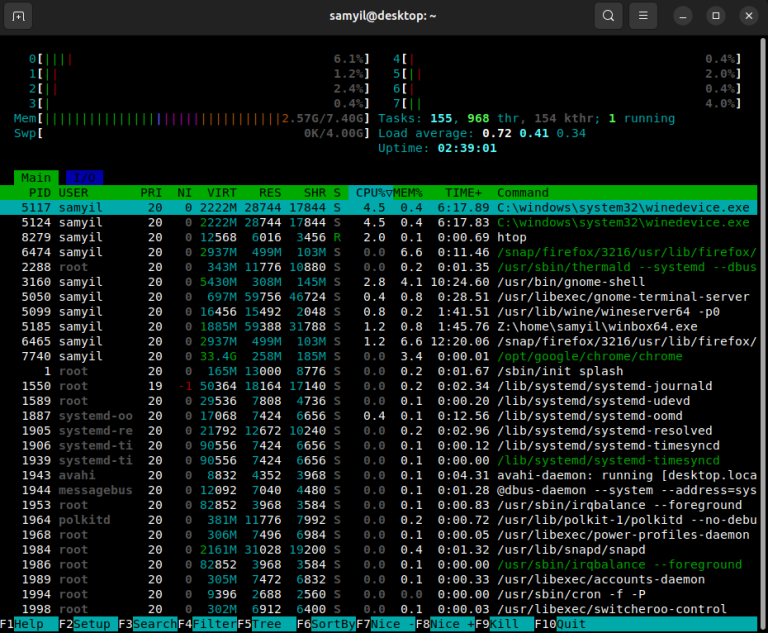 samyil@desktop: ~
0[|||| 6.1%] 4[| 0.4%]
1[|| 1.2%] 5[|| 2.0%]
2[|| 2.4%] 6[| 0.4%]
3[| 0.4%] 7[|| 4.0%]
Mem[||||||||||||||||||||||||||||||||2.57G/7.40G] Tasks: 155, 968 thr, 154 kthr; 1 running
Swp[ 0K/4.00G] Load average: 0.72 0.41 0.34
Uptime: 02:39:01
Main I/O
PID USER PRI NI VIRT RES SHR S CPU%▽MEM% TIME+ Command
5117 samyil 20 0 2222M 28744 17844 S 4.5 0.4 6:17.89 C:\windows\system32\winedevice.exe
5124 samyil 20 0 2222M 28744 17844 S 4.5 0.4 6:17.83 C:\windows\system32\winedevice.exe
8279 samyil 20 0 12568 6016 3456 R 2.0 0.1 0:00.69 htop
6474 samyil 20 0 2937M 499M 103M S 0.0 6.6 0:11.46 /snap/firefox/3216/usr/lib/firefox/
2288 root 20 0 343M 11776 10880 S 0.0 0.2 0:01.35 /usr/sbin/thermald --systemd --dbus
3160 samyil 20 0 5430M 308M 145M S 2.8 4.1 10:24.60 /usr/bin/gnome-shell
5050 samyil 20 0 697M 59756 46724 S 0.4 0.8 0:28.51 /usr/libexec/gnome-terminal-server
5099 samyil 20 0 16456 15492 2048 S 0.8 0.2 1:41.51 /usr/lib/wine/wineserver64 -p0
5185 samyil 20 0 1885M 59388 31788 S 1.2 0.8 1:45.76 Z:\home\samyil\winbox64.exe
6465 samyil 20 0 2937M 499M 103M S 1.2 6.6 12:20.06 /snap/firefox/3216/usr/lib/firefox/
7740 samyil 20 0 33.4G 258M 185M S 0.0 3.4 0:00.01 /opt/google/chrome/chrome
1 root 20 0 165M 13000 8776 S 0.0 0.2 0:01.67 /sbin/init splash
1550 root 19 -1 50364 18164 17140 S 0.0 0.2 0:02.34 /lib/systemd/systemd-journald
1589 root 20 0 29536 7808 4736 S 0.0 0.1 0:00.20 /lib/systemd/systemd-udevd
1887 systemd-oo 20 0 17068 7424 6656 S 0.4 0.1 0:12.56 /lib/systemd/systemd-oomd
1905 systemd-re 20 0 21792 12672 10240 S 0.0 0.2 0:02.96 /lib/systemd/systemd-resolved
1906 systemd-ti 20 0 90556 7424 6656 S 0.0 0.1 0:00.12 /lib/systemd/systemd-timesyncd
1939 systemd-ti 20 0 90556 7424 6656 S 0.0 0.1 0:00.00 /lib/systemd/systemd-timesyncd
1943 avahi 20 0 8832 4352 3968 S 0.0 0.1 0:04.31 avahi-daemon: running [desktop.loca
1944 messagebus 20 0 12092 7040 4480 S 0.0 0.1 0:01.28 @dbus-daemon --system --address=sys
1953 root 20 0 82852 3968 3584 S 0.0 0.1 0:00.83 /usr/sbin/irqbalance --foreground
1964 polkitd 20 0 381M 11776 7992 S 0.0 0.2 0:00.72 /usr/lib/polkit-1/polkitd --no-debu
1968 root 20 0 306M 7496 6984 S 0.0 0.1 0:00.05 /usr/libexec/power-profiles-daemon
1984 root 20 0 2161M 31028 19200 S 0.0 0.4 0:01.32 /usr/lib/snapd/snapd
1986 root 20 0 82852 3968 3584 S 0.0 0.1 0:00.00 /usr/sbin/irqbalance --foreground
1989 root 20 0 305M 7472 6832 S 0.0 0.1 0:00.33 /usr/libexec/accounts-daemon
1994 root 20 0 9396 2688 2560 S 0.0 0.0 0:00.00 /usr/sbin/cron -f -P
1998 root 20 0 302M 6912 6400 S 0.0 0.1 0:00.03 /usr/libexec/switcheroo-control
F1Help F2Setup F3SearchF4FilterF5Tree F6SortByF7Nice -F8Nice +F9Kill F10Quit